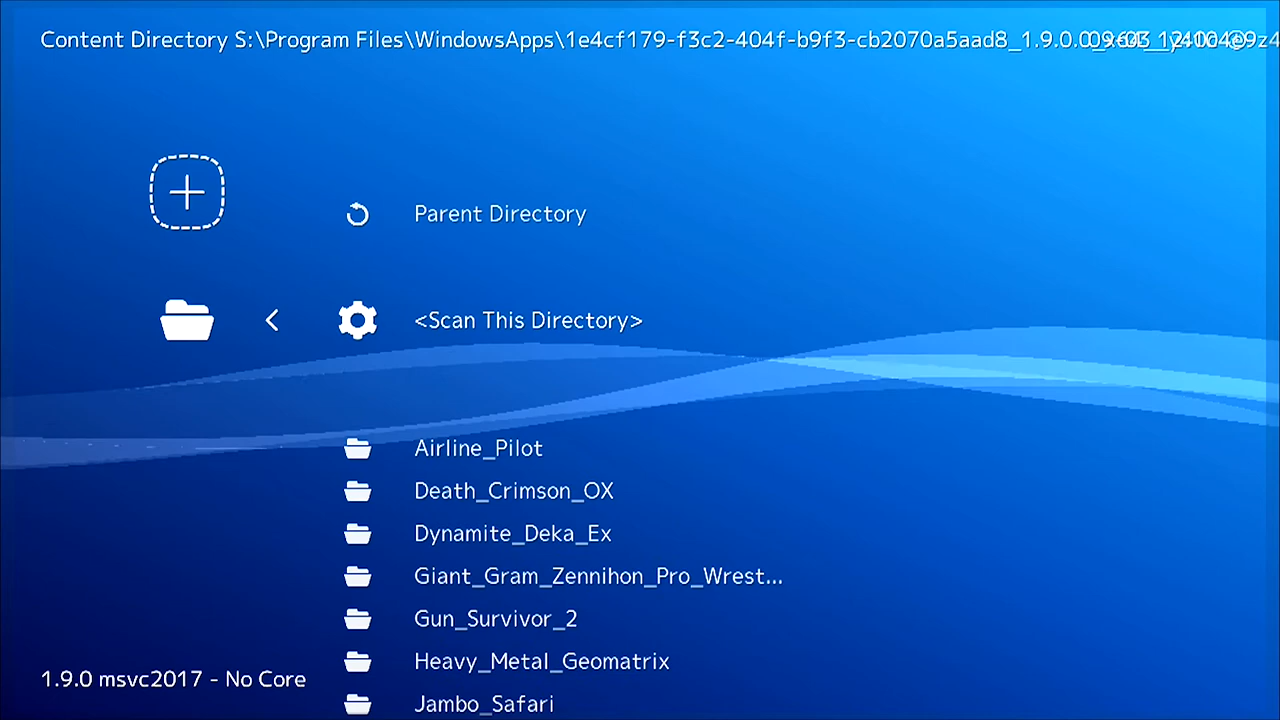 Content Directory S:\Program Files\WindowsApps\1e4cf179-f3c2-404f-b9f3-cb2070a5aad8_1.9.0.0
Parent Directory
<Scan This Directory>
Airline_Pilot
Death_Crimson_OX
Dynamite_Deka_Ex
Giant_Gram_Zennihon_Pro_Wrest...
Gun_Survivor_2
Heavy_Metal_Geomatrix
1.9.0 msvc2017 - No Core
Jambo_Safari